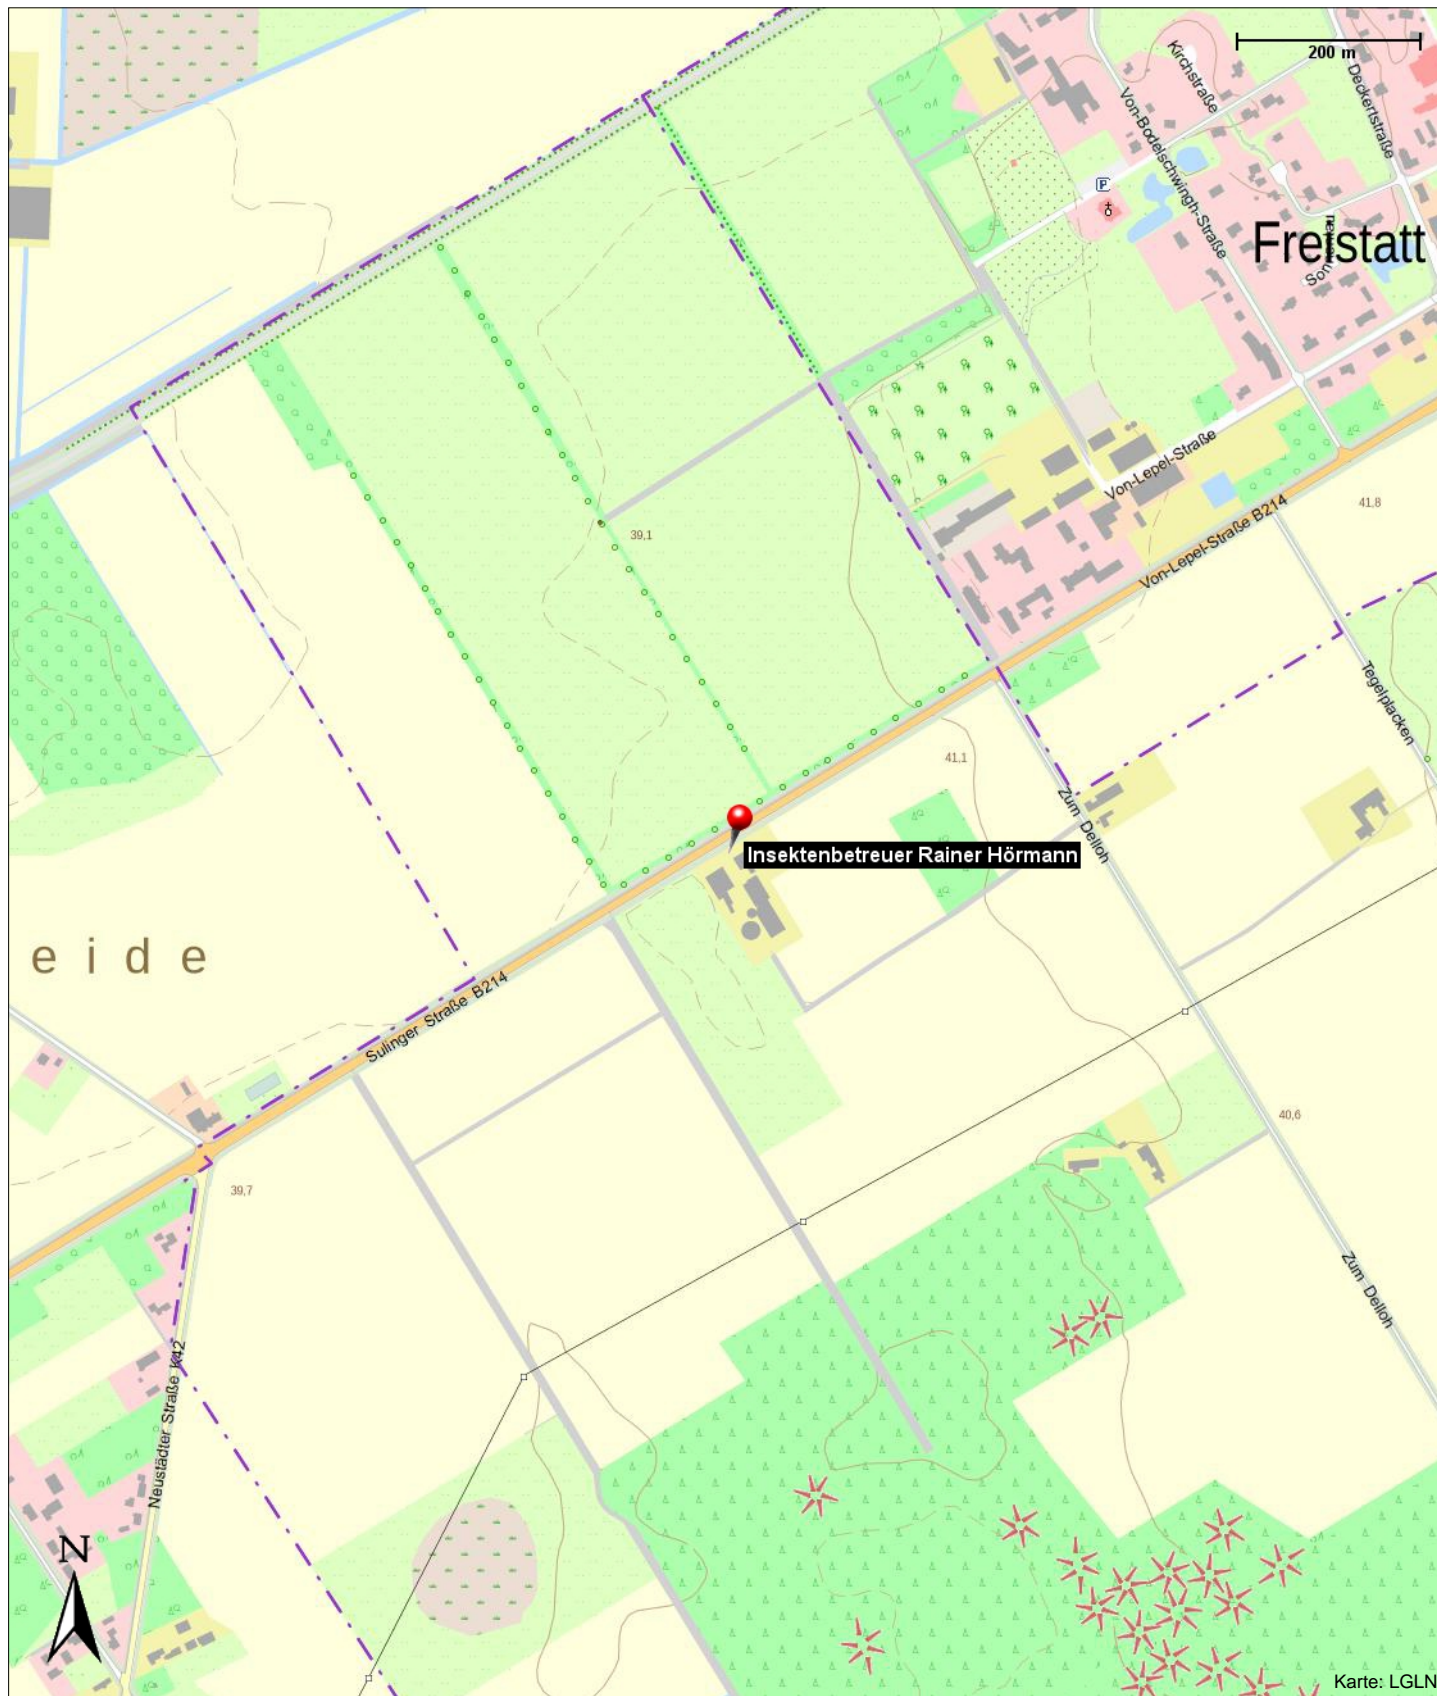 200 m
Kirchstraße
Deckertstraße
Von-Bodelschwingh-Straße
P
Freistatt
Von-Lepel-Straße
Von-Lepel-Straße B214
41,8
39,1
Tegelplacken
41,1
Zum Delloh
Insektenbetreuer Rainer Hörmann
eide
Sulinger Straße B214
40,6
39,7
Zum Delloh
Neustädter Straße K42
N
Karte: LGLN